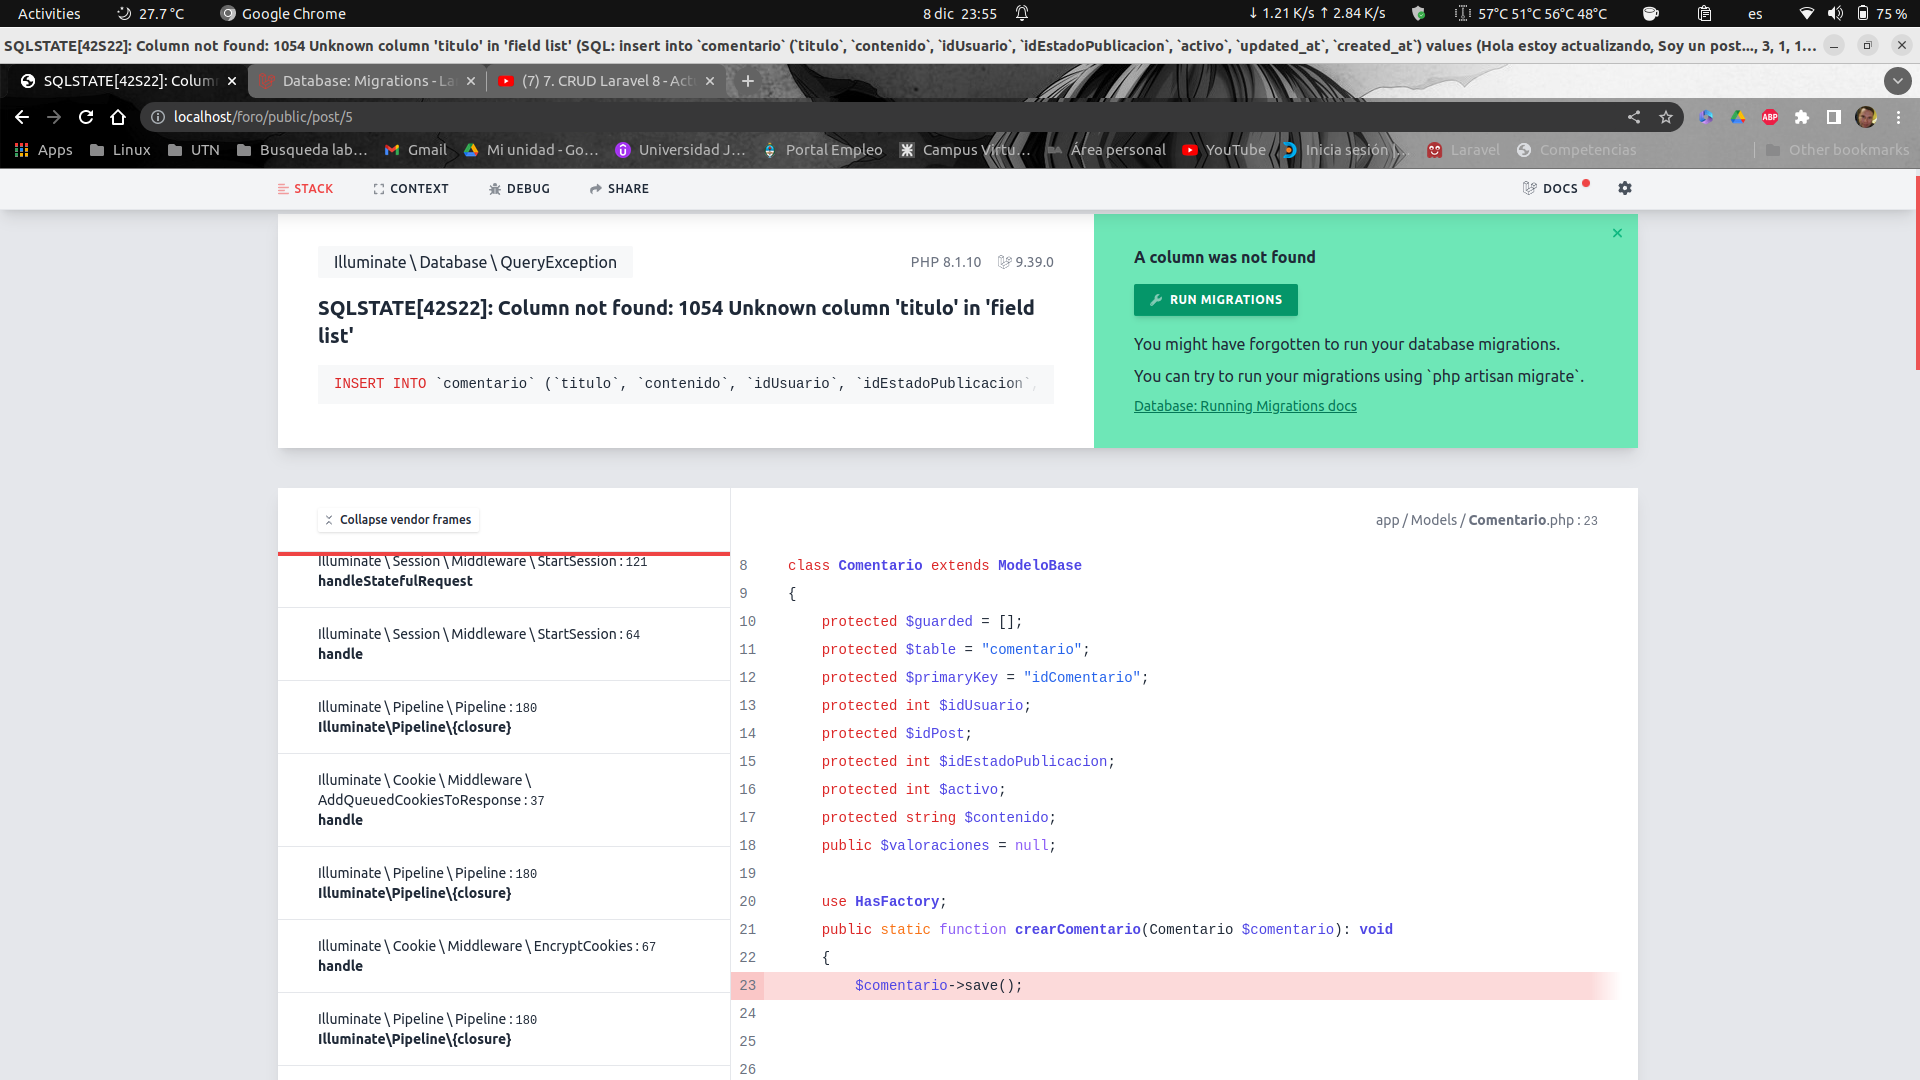 Activities
27.7 °C
Google Chrome
8 dic 23:55
↓ 1.21 K/s ↑ 2.84 K/s
57°C 51°C 56°C 48°C
es
75 %
SQLSTATE[42S22]: Column not found: 1054 Unknown column 'titulo' in 'field list' (SQL: insert into `comentario` (`titulo`, `contenido`, `idUsuario`, `idEstadoPublicacion`, `activo`, `updated_at`, `created_at`) values (Hola estoy actualizando, Soy un post..., 3, 1, 1...
SQLSTATE[42S22]: Colum
Database: Migrations - La
(7) 7. CRUD Laravel 8 - Act
localhost/foro/public/post/5
ABP
Apps
Linux
UTN
Busqueda lab...
Gmail
Mi unidad - Go...
Universidad J...
Portal Empleo
Campus Virtu...
Área personal
YouTube
Inicia sesión |...
Laravel
Competencias
Other bookmarks
STACK
CONTEXT
DEBUG
SHARE
DOCS
Illuminate \ Database \ QueryException
PHP 8.1.10
9.39.0
SQLSTATE[42S22]: Column not found: 1054 Unknown column 'titulo' in 'field
list'
INSERT INTO `comentario` (`titulo`, `contenido`, `idUsuario`, `idEstadoPublicacion`,
A column was not found
RUN MIGRATIONS
You might have forgotten to run your database migrations.
You can try to run your migrations using `php artisan migrate`.
Database: Running Migrations docs
Collapse vendor frames
Illuminate \ Session \ Middleware \ StartSession : 121
handleStatefulRequest
Illuminate \ Session \ Middleware \ StartSession : 64
handle
Illuminate \ Pipeline \ Pipeline : 180
Illuminate\Pipeline\{closure}
Illuminate \ Cookie \ Middleware \
AddQueuedCookiesToResponse : 37
handle
Illuminate \ Pipeline \ Pipeline : 180
Illuminate\Pipeline\{closure}
Illuminate \ Cookie \ Middleware \ EncryptCookies : 67
handle
Illuminate \ Pipeline \ Pipeline : 180
Illuminate\Pipeline\{closure}
app / Models / Comentario.php : 23
8 class Comentario extends ModeloBase
9 {
10 protected $guarded = [];
11 protected $table = "comentario";
12 protected $primaryKey = "idComentario";
13 protected int $idUsuario;
14 protected $idPost;
15 protected int $idEstadoPublicacion;
16 protected int $activo;
17 protected string $contenido;
18 public $valoraciones = null;
19
20 use HasFactory;
21 public static function crearComentario(Comentario $comentario): void
22 {
23 $comentario->save();
24
25
26